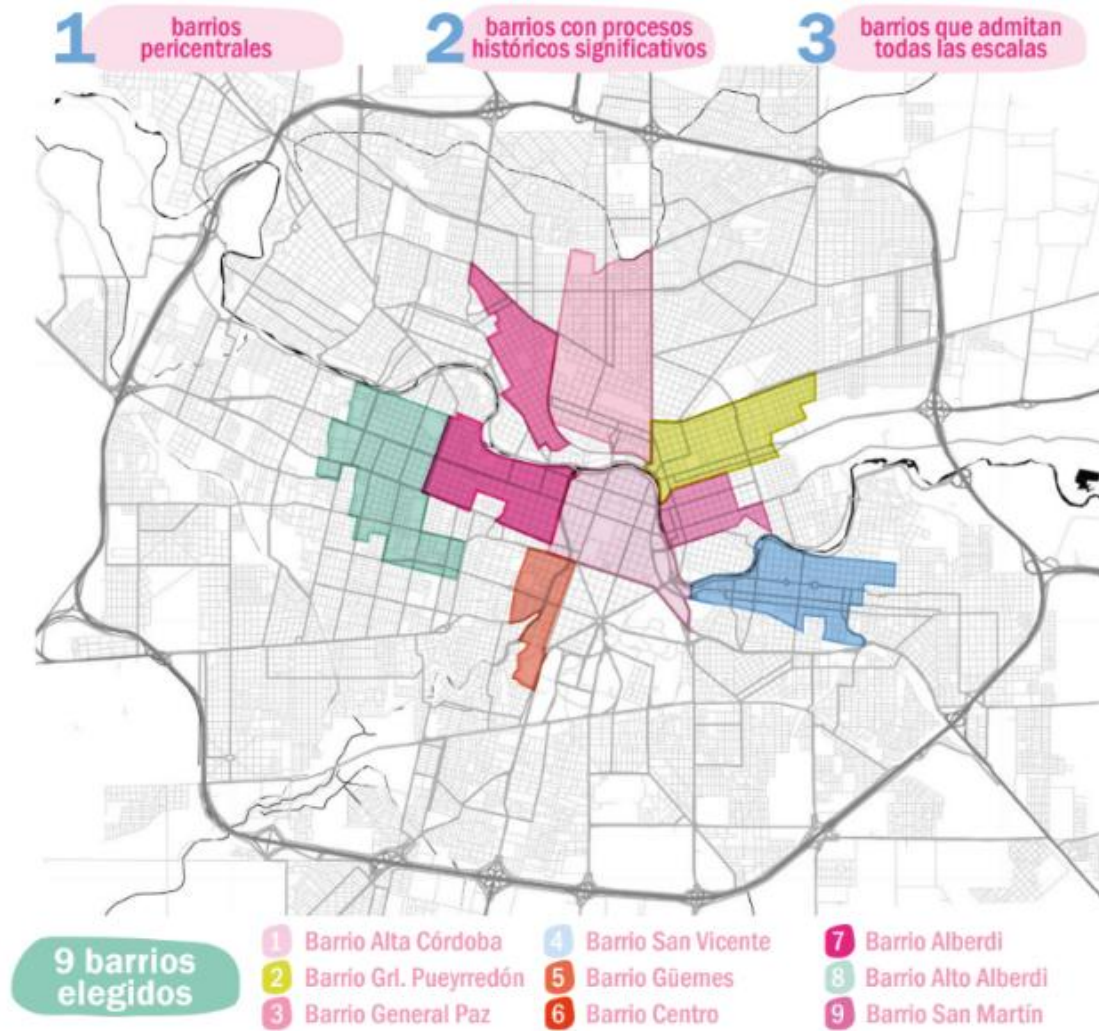 1 barrios
pericentrales
2 barrios con procesos
históricos significativos
3 barrios que admitan
todas las escalas
9 barrios
elegidos
1 Barrio Alta Córdoba
2 Barrio Grl. Pueyrredón
3 Barrio General Paz
4 Barrio San Vicente
5 Barrio Güemes
6 Barrio Centro
7 Barrio Alberdi
8 Barrio Alto Alberdi
9 Barrio San Martín